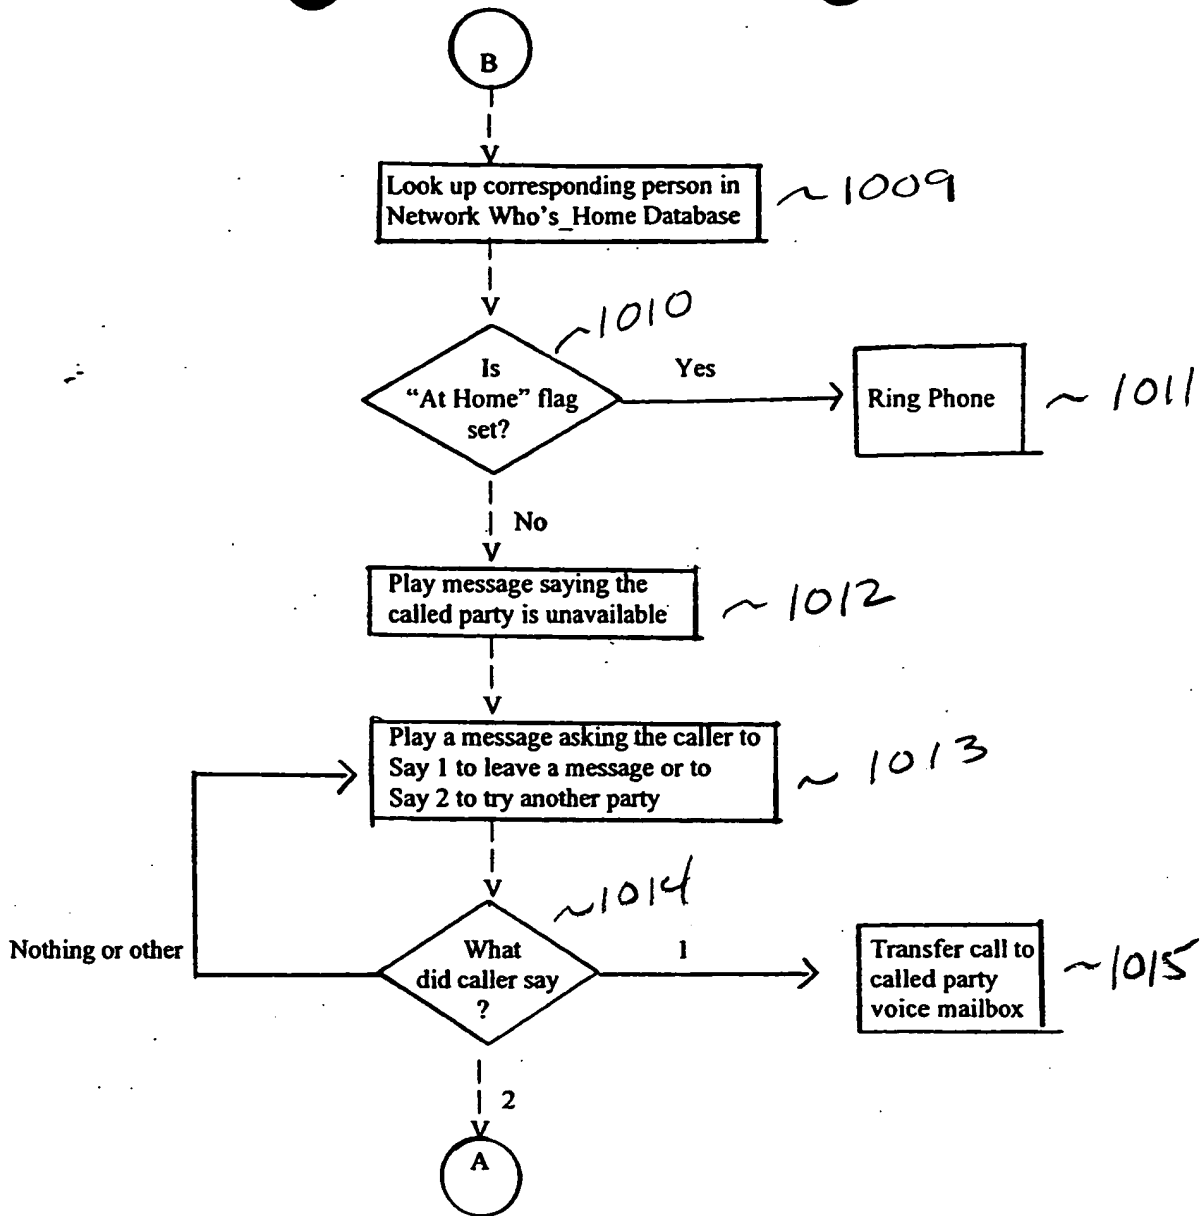 B
Look up corresponding person in
Network Who's_Home Database
~1009
~1010
Is
"At Home" flag
set?
Yes
Ring Phone
~1011
No
Play message saying the
called party is unavailable
~1012
Play a message asking the caller to
Say 1 to leave a message or to
Say 2 to try another party
~1013
~1014
Nothing or other
What
did caller say
?
1
Transfer call to
called party
voice mailbox
~1015
2
A